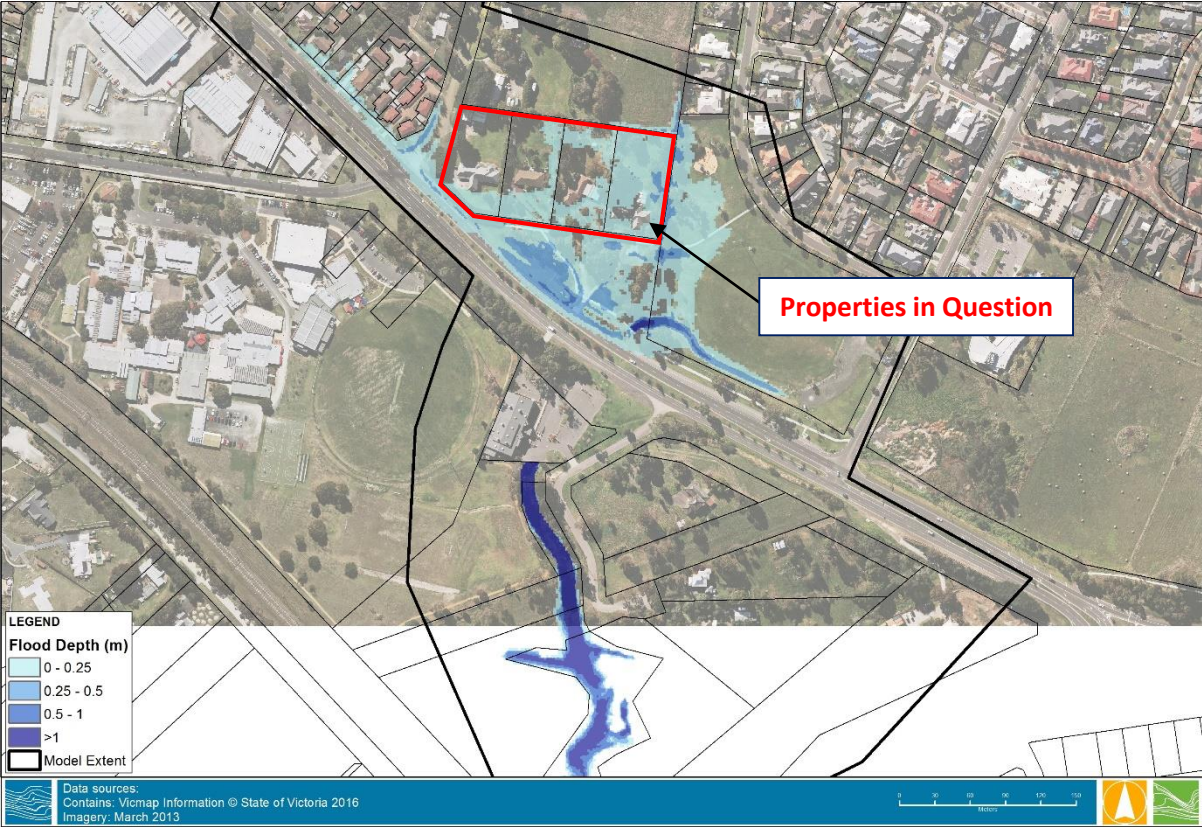 Properties in Question
LEGEND
Flood Depth (m)
0 - 0.25
0.25 - 0.5
0.5 - 1
>1
Model Extent
Data sources:
Contains: Vicmap Information © State of Victoria 2016
Imagery: March 2013
0 30 60 90 120 150
Meters